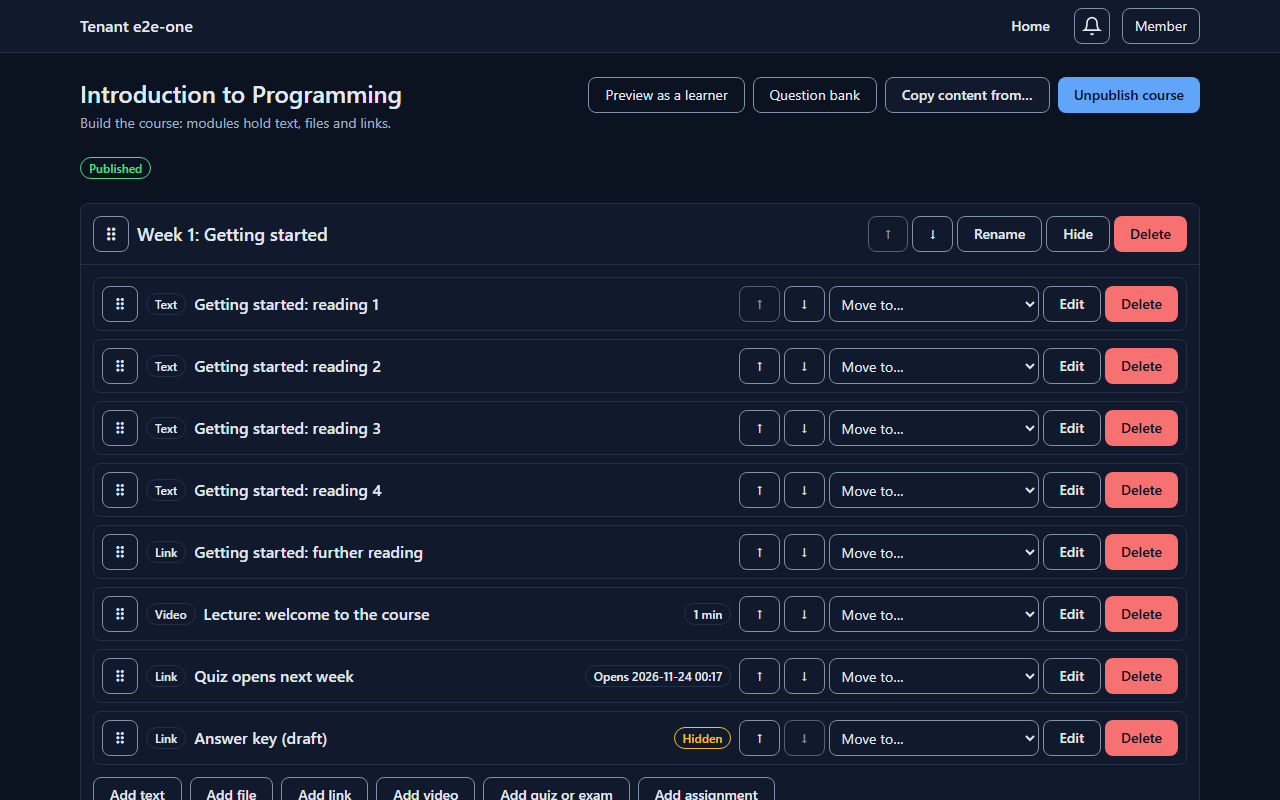 Tenant e2e-one Home Member
Introduction to Programming Preview as a learner Question bank Copy content from... Unpublish course
Build the course: modules hold text, files and links.
Published
Week 1: Getting started ↑ ↓ Rename Hide Delete
Text Getting started: reading 1 ↑ ↓ Move to... Edit Delete
Text Getting started: reading 2 ↑ ↓ Move to... Edit Delete
Text Getting started: reading 3 ↑ ↓ Move to... Edit Delete
Text Getting started: reading 4 ↑ ↓ Move to... Edit Delete
Link Getting started: further reading ↑ ↓ Move to... Edit Delete
Video Lecture: welcome to the course 1 min ↑ ↓ Move to... Edit Delete
Link Quiz opens next week Opens 2026-11-24 00:17 ↑ ↓ Move to... Edit Delete
Link Answer key (draft) Hidden ↑ ↓ Move to... Edit Delete
Add text Add file Add link Add video Add quiz or exam Add assignment